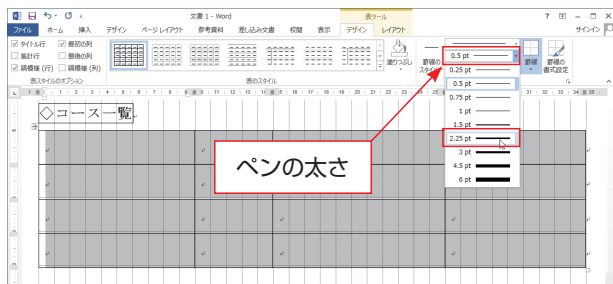 文書 1 - Word
表ツール
サインイン
ファイル ホーム 挿入 デザイン ページ レイアウト 参考資料 差し込み文書 校閲 表示 デザイン レイアウト
タイトル行 最初の列
集計行 最後の列
縞模様 (行) 縞模様 (列)
塗りつぶし
罫線の
スタイル
0.5 pt
罫線
罫線の
書式設定
表スタイルのオプション 表のスタイル
0.25 pt
0.5 pt
0.75 pt
1 pt
1.5 pt
2.25 pt
3 pt
4.5 pt
6 pt
◇コース一覧
ペンの太さ